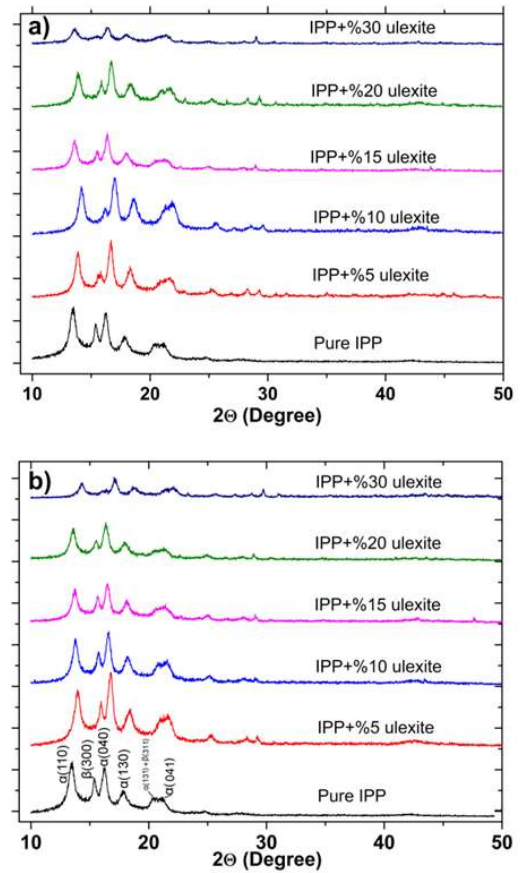 a)
IPP+%30 ulexite
IPP+%20 ulexite
IPP+%15 ulexite
IPP+%10 ulexite
IPP+%5 ulexite
Pure IPP
10 20 30 40 50
2Θ (Degree)
b)
IPP+%30 ulexite
IPP+%20 ulexite
IPP+%15 ulexite
IPP+%10 ulexite
IPP+%5 ulexite
α(110)
β(300)
α(040)
α(130)
α(131)+β(311)
α(041)
Pure IPP
10 20 30 40 50
2Θ (Degree)